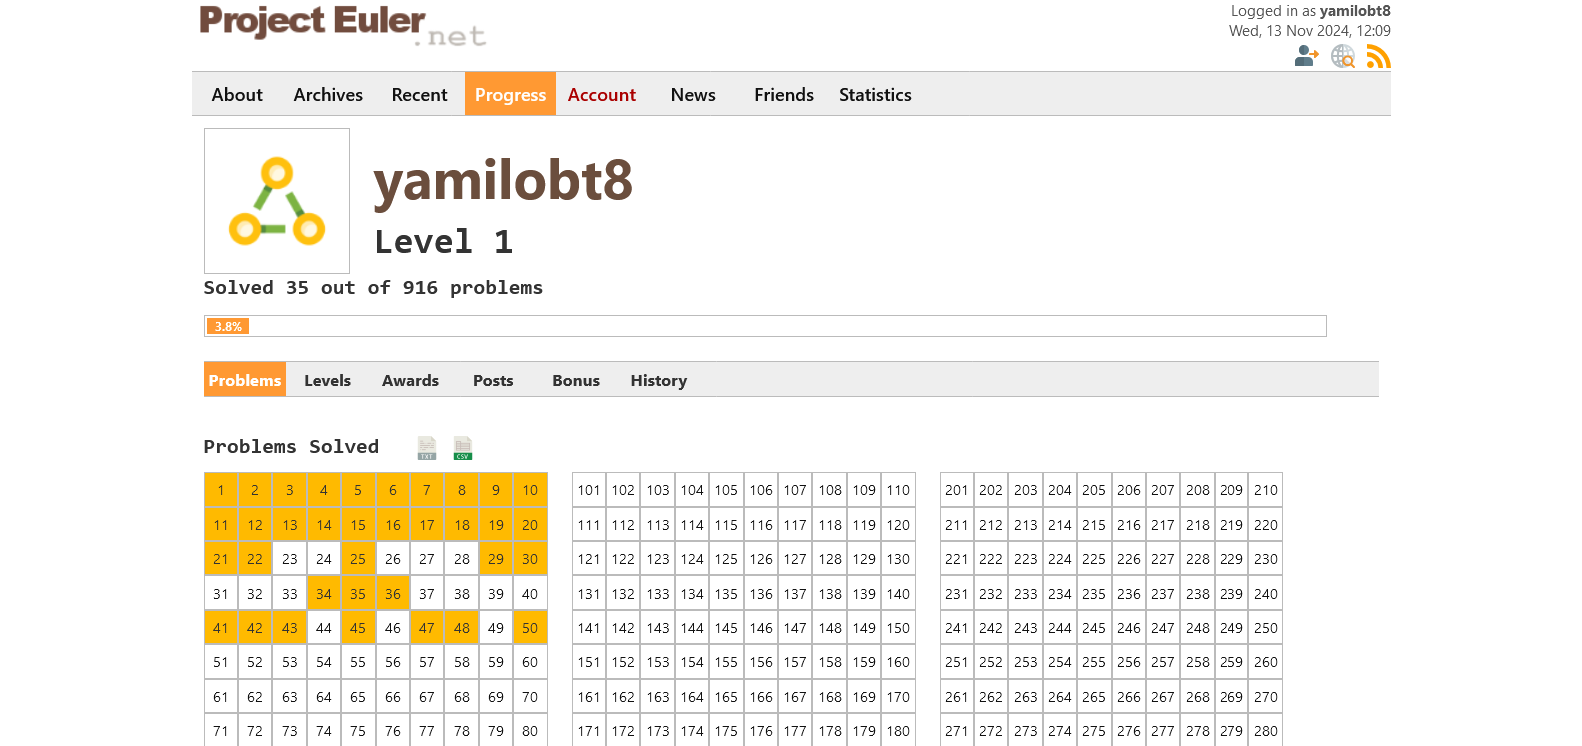 Project Euler.net
Logged in as yamilobt8
Wed, 13 Nov 2024, 12:09
About Archives Recent Progress Account News Friends Statistics
yamilobt8
Level 1
Solved 35 out of 916 problems
3.8%
Problems Levels Awards Posts Bonus History
Problems Solved TXT CSV
1 2 3 4 5 6 7 8 9 10 101 102 103 104 105 106 107 108 109 110 201 202 203 204 205 206 207 208 209 210
11 12 13 14 15 16 17 18 19 20 111 112 113 114 115 116 117 118 119 120 211 212 213 214 215 216 217 218 219 220
21 22 23 24 25 26 27 28 29 30 121 122 123 124 125 126 127 128 129 130 221 222 223 224 225 226 227 228 229 230
31 32 33 34 35 36 37 38 39 40 131 132 133 134 135 136 137 138 139 140 231 232 233 234 235 236 237 238 239 240
41 42 43 44 45 46 47 48 49 50 141 142 143 144 145 146 147 148 149 150 241 242 243 244 245 246 247 248 249 250
51 52 53 54 55 56 57 58 59 60 151 152 153 154 155 156 157 158 159 160 251 252 253 254 255 256 257 258 259 260
61 62 63 64 65 66 67 68 69 70 161 162 163 164 165 166 167 168 169 170 261 262 263 264 265 266 267 268 269 270
71 72 73 74 75 76 77 78 79 80 171 172 173 174 175 176 177 178 179 180 271 272 273 274 275 276 277 278 279 280